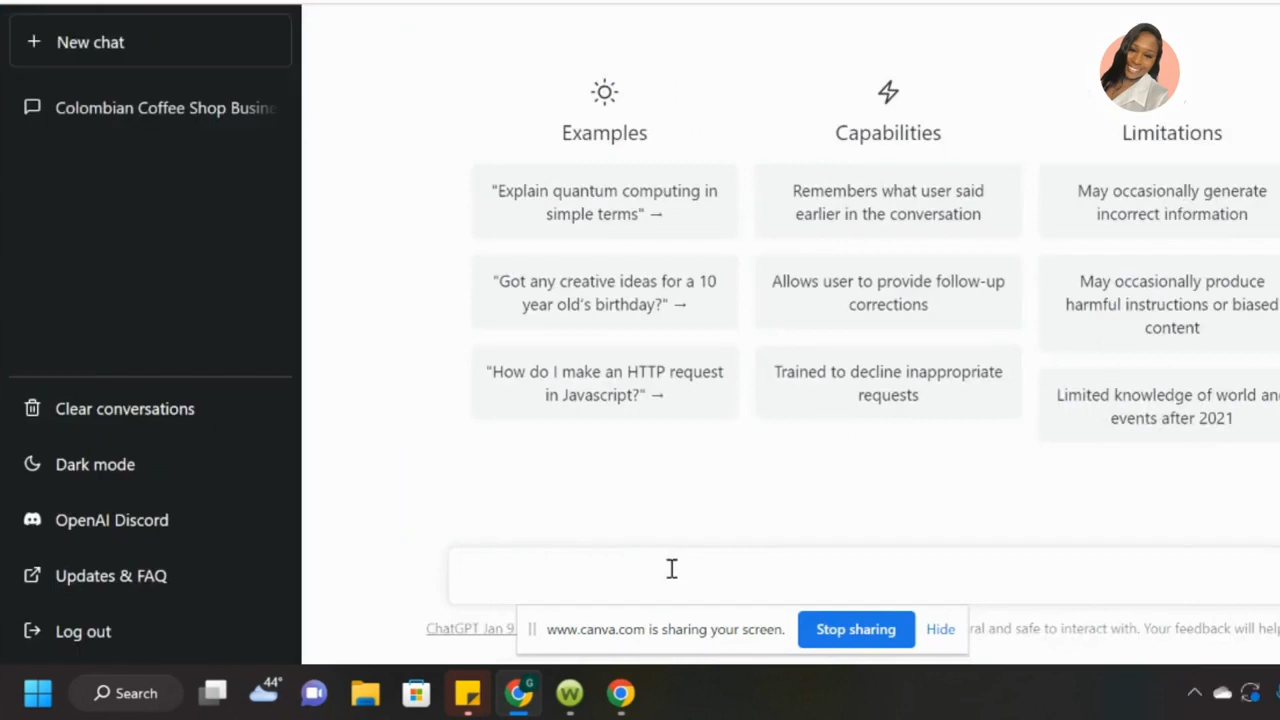 New chat
Colombian Coffee Shop
Clear conversations
Dark mode
OpenAI Discord
Updates & FAQ
Log out
Examples
"Explain quantum computing in
simple terms" →
"Got any creative ideas for a 10
year old's birthday?" →
"How do I make an HTTP request
in Javascript?" →
Capabilities
Remembers what user said
earlier in the conversation
Allows user to provide follow-up
corrections
Trained to decline inappropriate
requests
Limitations
May occasionally generate
incorrect information
May occasionally produce
harmful instructions or biased
content
Limited knowledge of world
events after 2021
ChatGPT Jan 9
www.canva.com is sharing your screen.
Stop sharing
Hide
and safe to interact with. Your feedback will
Search
44°